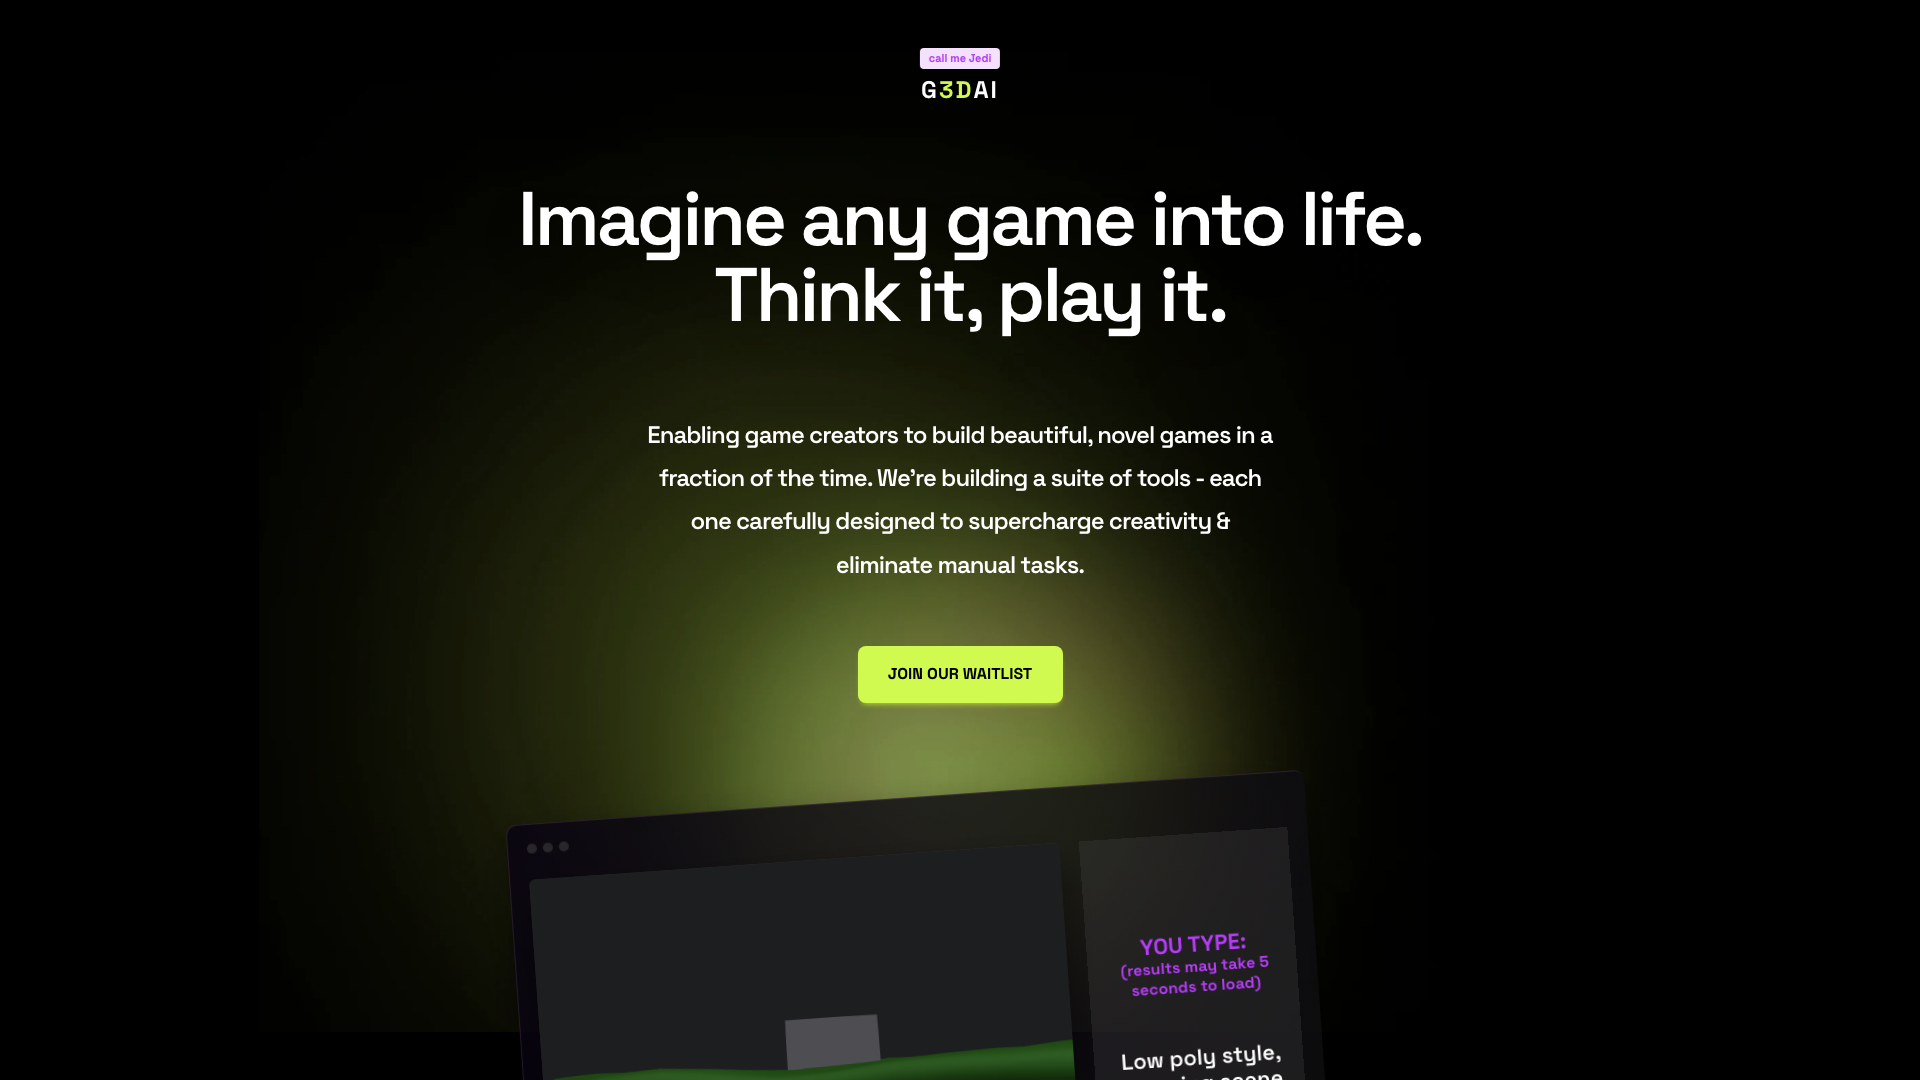 call me Jedi
G3DAI
Imagine any game into life.
Think it, play it.
Enabling game creators to build beautiful, novel games in a
fraction of the time. We’re building a suite of tools - each
one carefully designed to supercharge creativity &
eliminate manual tasks.
JOIN OUR WAITLIST
YOU TYPE:
(results may take 5
seconds to load)
Low poly style,
scene